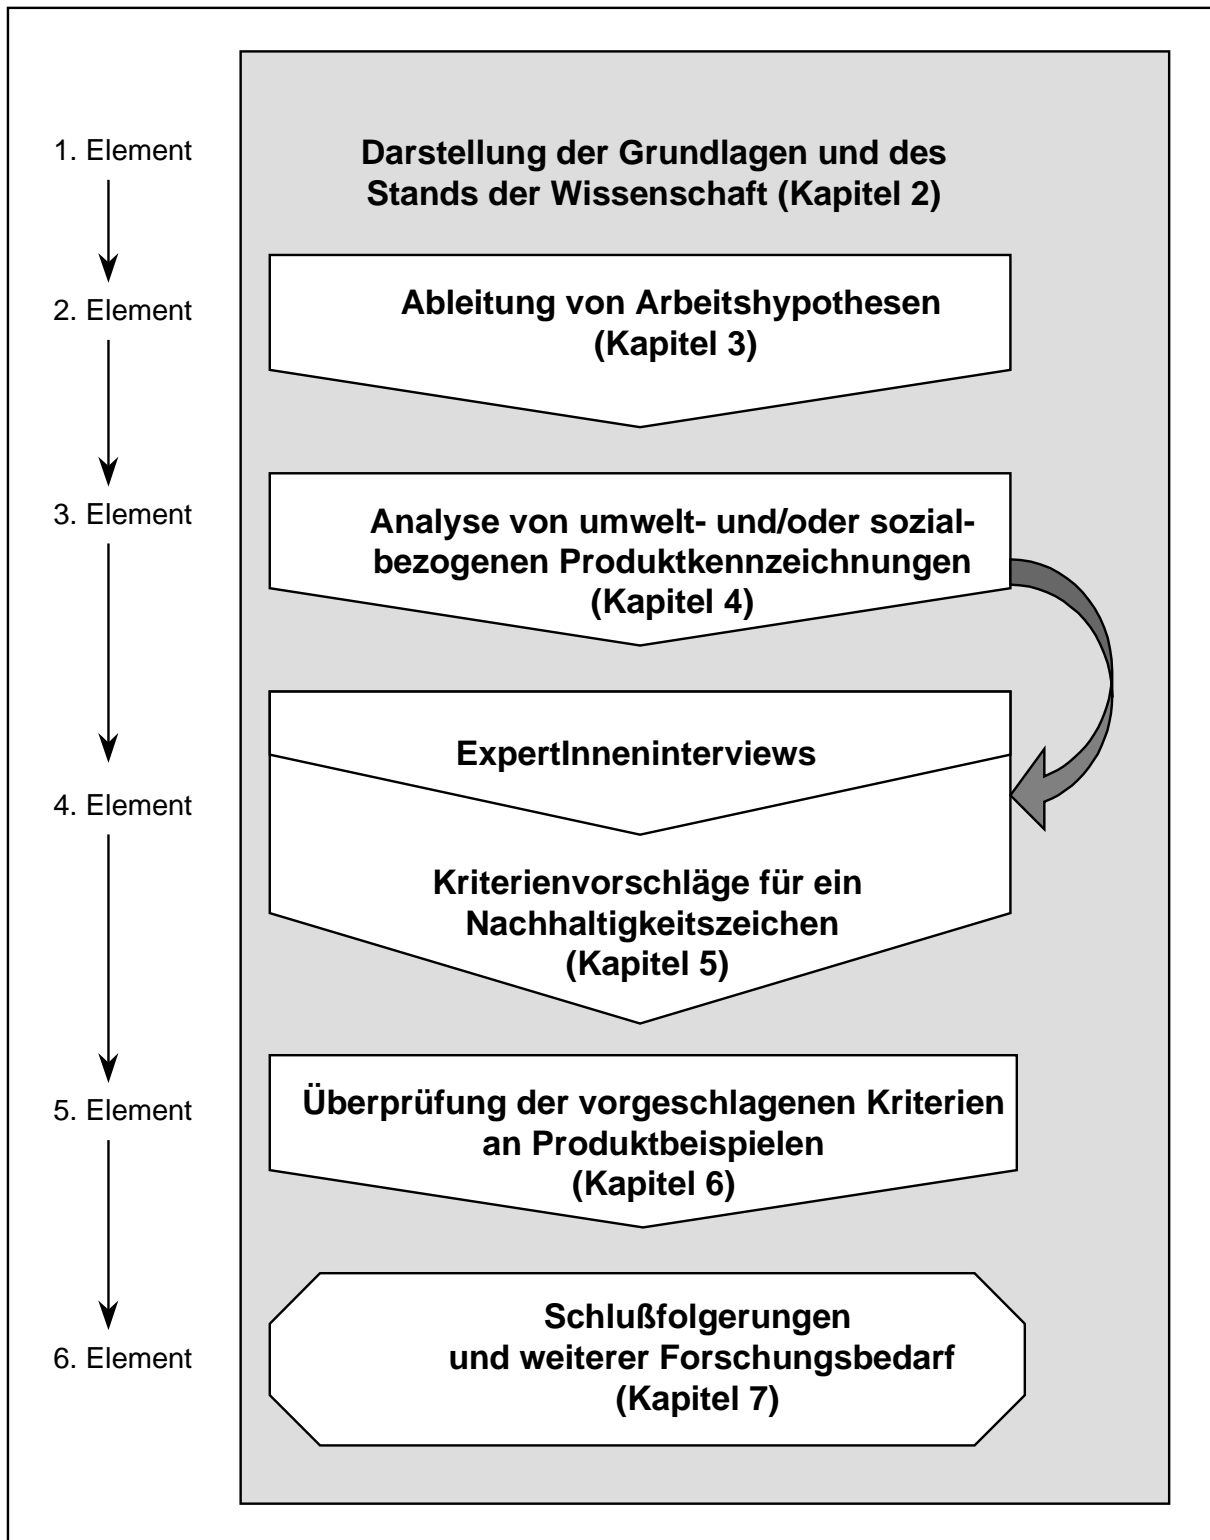 1. Element
Darstellung der Grundlagen und des
Stands der Wissenschaft (Kapitel 2)
2. Element
Ableitung von Arbeitshypothesen
(Kapitel 3)
3. Element
Analyse von umwelt- und/oder sozial-
bezogenen Produktkennzeichnungen
(Kapitel 4)
ExpertInneninterviews
4. Element
Kriterienvorschläge für ein
Nachhaltigkeitszeichen
(Kapitel 5)
5. Element
Überprüfung der vorgeschlagenen Kriterien
an Produktbeispielen
(Kapitel 6)
6. Element
Schlußfolgerungen
und weiterer Forschungsbedarf
(Kapitel 7)